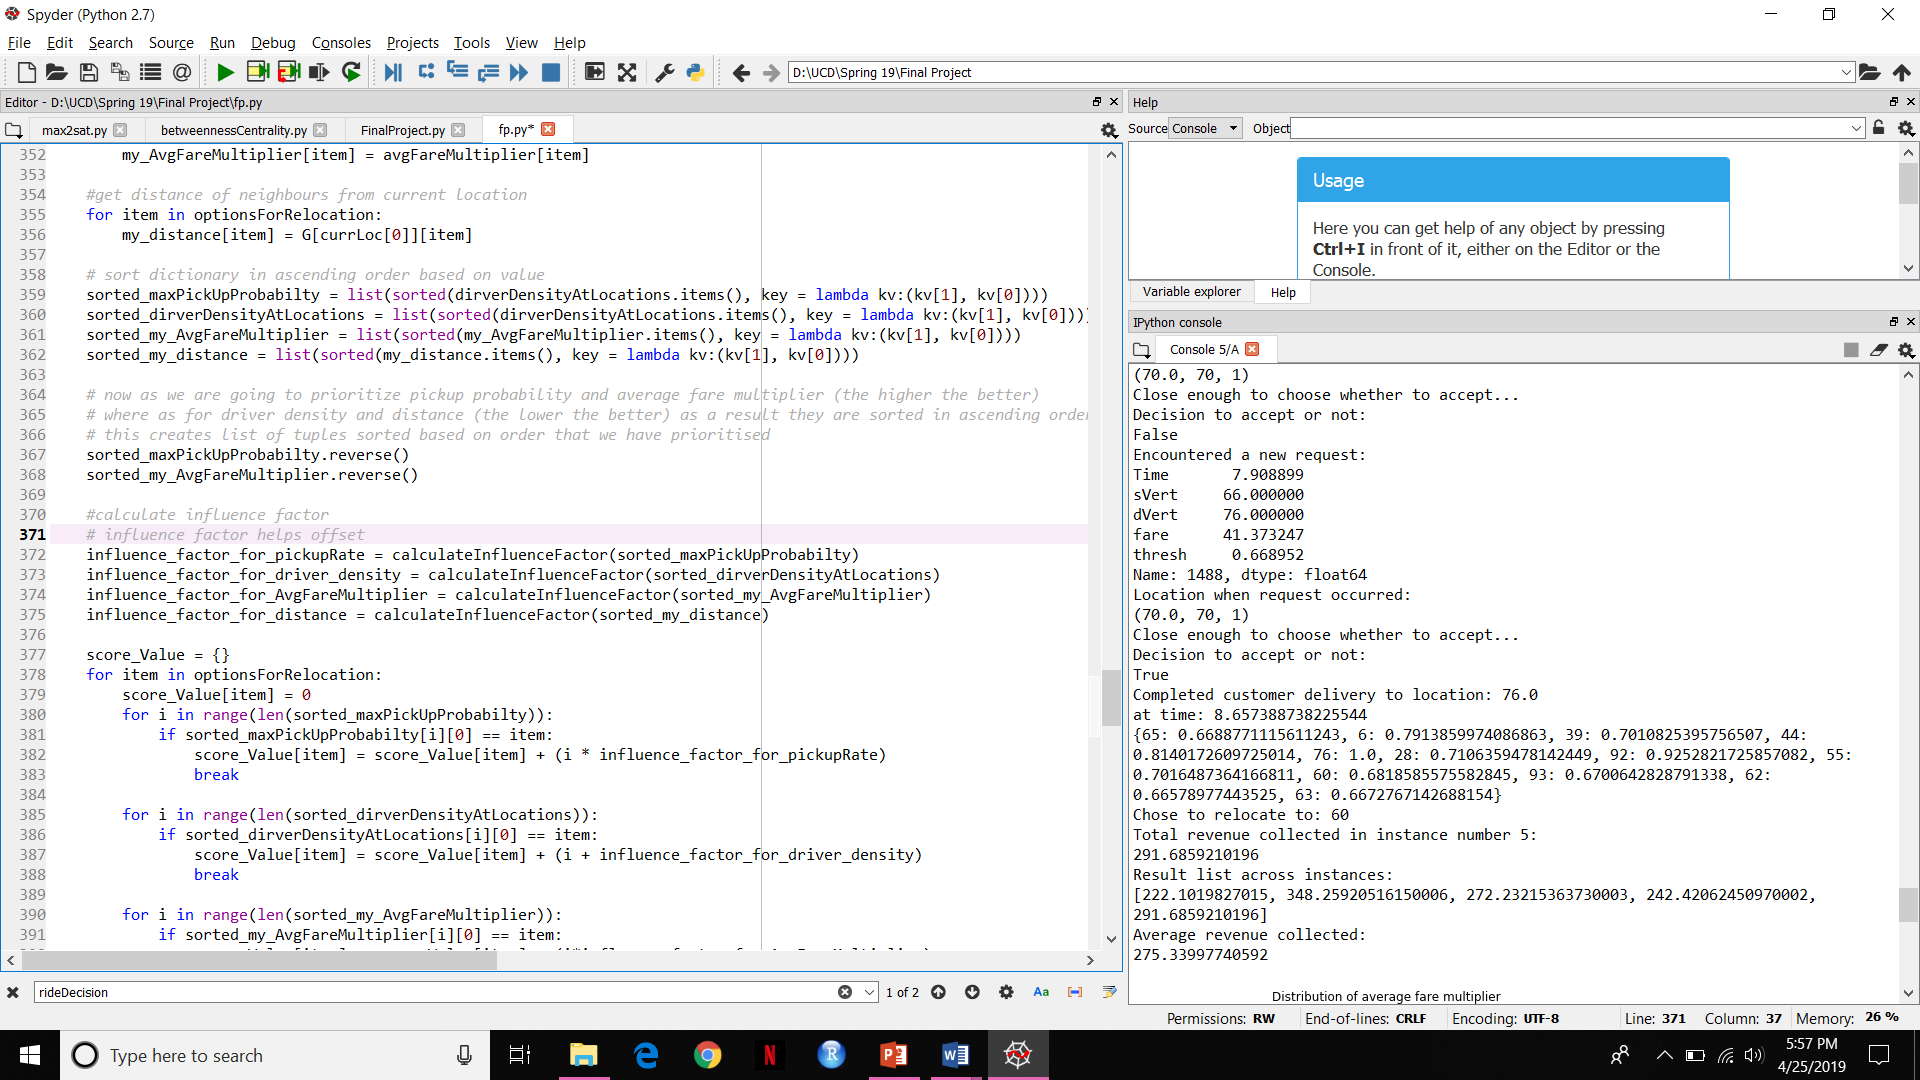 Spyder (Python 2.7)
File Edit Search Source Run Debug Consoles Projects Tools View Help
D:\UCD\Spring 19\Final Project
Editor - D:\UCD\Spring 19\Final Project\fp.py
max2sat.py betweennessCentrality.py FinalProject.py fp.py*
352 my_AvgFareMultiplier[item] = avgFareMultiplier[item]
353
354 #get distance of neighbours from current location
355 for item in optionsForRelocation:
356 my_distance[item] = G[currLoc[0]][item]
357
358 # sort dictionary in ascending order based on value
359 sorted_maxPickUpProbabilty = list(sorted(dirverDensityAtLocations.items(), key = lambda kv:(kv[1], kv[0])))
360 sorted_dirverDensityAtLocations = list(sorted(dirverDensityAtLocations.items(), key = lambda kv:(kv[1], kv[0])))
361 sorted_my_AvgFareMultiplier = list(sorted(my_AvgFareMultiplier.items(), key = lambda kv:(kv[1], kv[0])))
362 sorted_my_distance = list(sorted(my_distance.items(), key = lambda kv:(kv[1], kv[0])))
363
364 # now as we are going to prioritize pickup probability and average fare multiplier (the higher the better)
365 # where as for driver density and distance (the lower the better) as a result they are sorted in ascending order
366 # this creates list of tuples sorted based on order that we have prioritised
367 sorted_maxPickUpProbabilty.reverse()
368 sorted_my_AvgFareMultiplier.reverse()
369
370 #calculate influence factor
371 # influence factor helps offset
372 influence_factor_for_pickupRate = calculateInfluenceFactor(sorted_maxPickUpProbabilty)
373 influence_factor_for_driver_density = calculateInfluenceFactor(sorted_dirverDensityAtLocations)
374 influence_factor_for_AvgFareMultiplier = calculateInfluenceFactor(sorted_my_AvgFareMultiplier)
375 influence_factor_for_distance = calculateInfluenceFactor(sorted_my_distance)
376
377 score_Value = {}
378 for item in optionsForRelocation:
379 score_Value[item] = 0
380 for i in range(len(sorted_maxPickUpProbabilty)):
381 if sorted_maxPickUpProbabilty[i][0] == item:
382 score_Value[item] = score_Value[item] + (i * influence_factor_for_pickupRate)
383 break
384
385 for i in range(len(sorted_dirverDensityAtLocations)):
386 if sorted_dirverDensityAtLocations[i][0] == item:
387 score_Value[item] = score_Value[item] + (i + influence_factor_for_driver_density)
388 break
389
390 for i in range(len(sorted_my_AvgFareMultiplier)):
391 if sorted_my_AvgFareMultiplier[i][0] == item:
rideDecision 1 of 2 Aa
Help
Source Console Object
Usage
Here you can get help of any object by pressing
Ctrl+I in front of it, either on the Editor or the
Console.
Variable explorer Help
IPython console
Console 5/A
(70.0, 70, 1)
Close enough to choose whether to accept...
Decision to accept or not:
False
Encountered a new request:
Time 7.908899
sVert 66.000000
dVert 76.000000
fare 41.373247
thresh 0.668952
Name: 1488, dtype: float64
Location when request occurred:
(70.0, 70, 1)
Close enough to choose whether to accept...
Decision to accept or not:
True
Completed customer delivery to location: 76.0
at time: 8.657388738225544
{65: 0.6688771115611243, 6: 0.7913859974086863, 39: 0.7010825395756507, 44:
0.8140172609725014, 76: 1.0, 28: 0.7106359478142449, 92: 0.9252821725857082, 55:
0.7016487364166811, 60: 0.6818585575582845, 93: 0.6700642828791338, 62:
0.66578977443525, 63: 0.6672767142688154}
Chose to relocate to: 60
Total revenue collected in instance number 5:
291.6859210196
Result list across instances:
[222.1019827015, 348.25920516150006, 272.23215363730003, 242.42062450970002,
291.6859210196]
Average revenue collected:
275.33997740592
Distribution of average fare multiplier
Permissions: RW End-of-lines: CRLF Encoding: UTF-8 Line: 371 Column: 37 Memory: 26 %
Type here to search
5:57 PM
4/25/2019